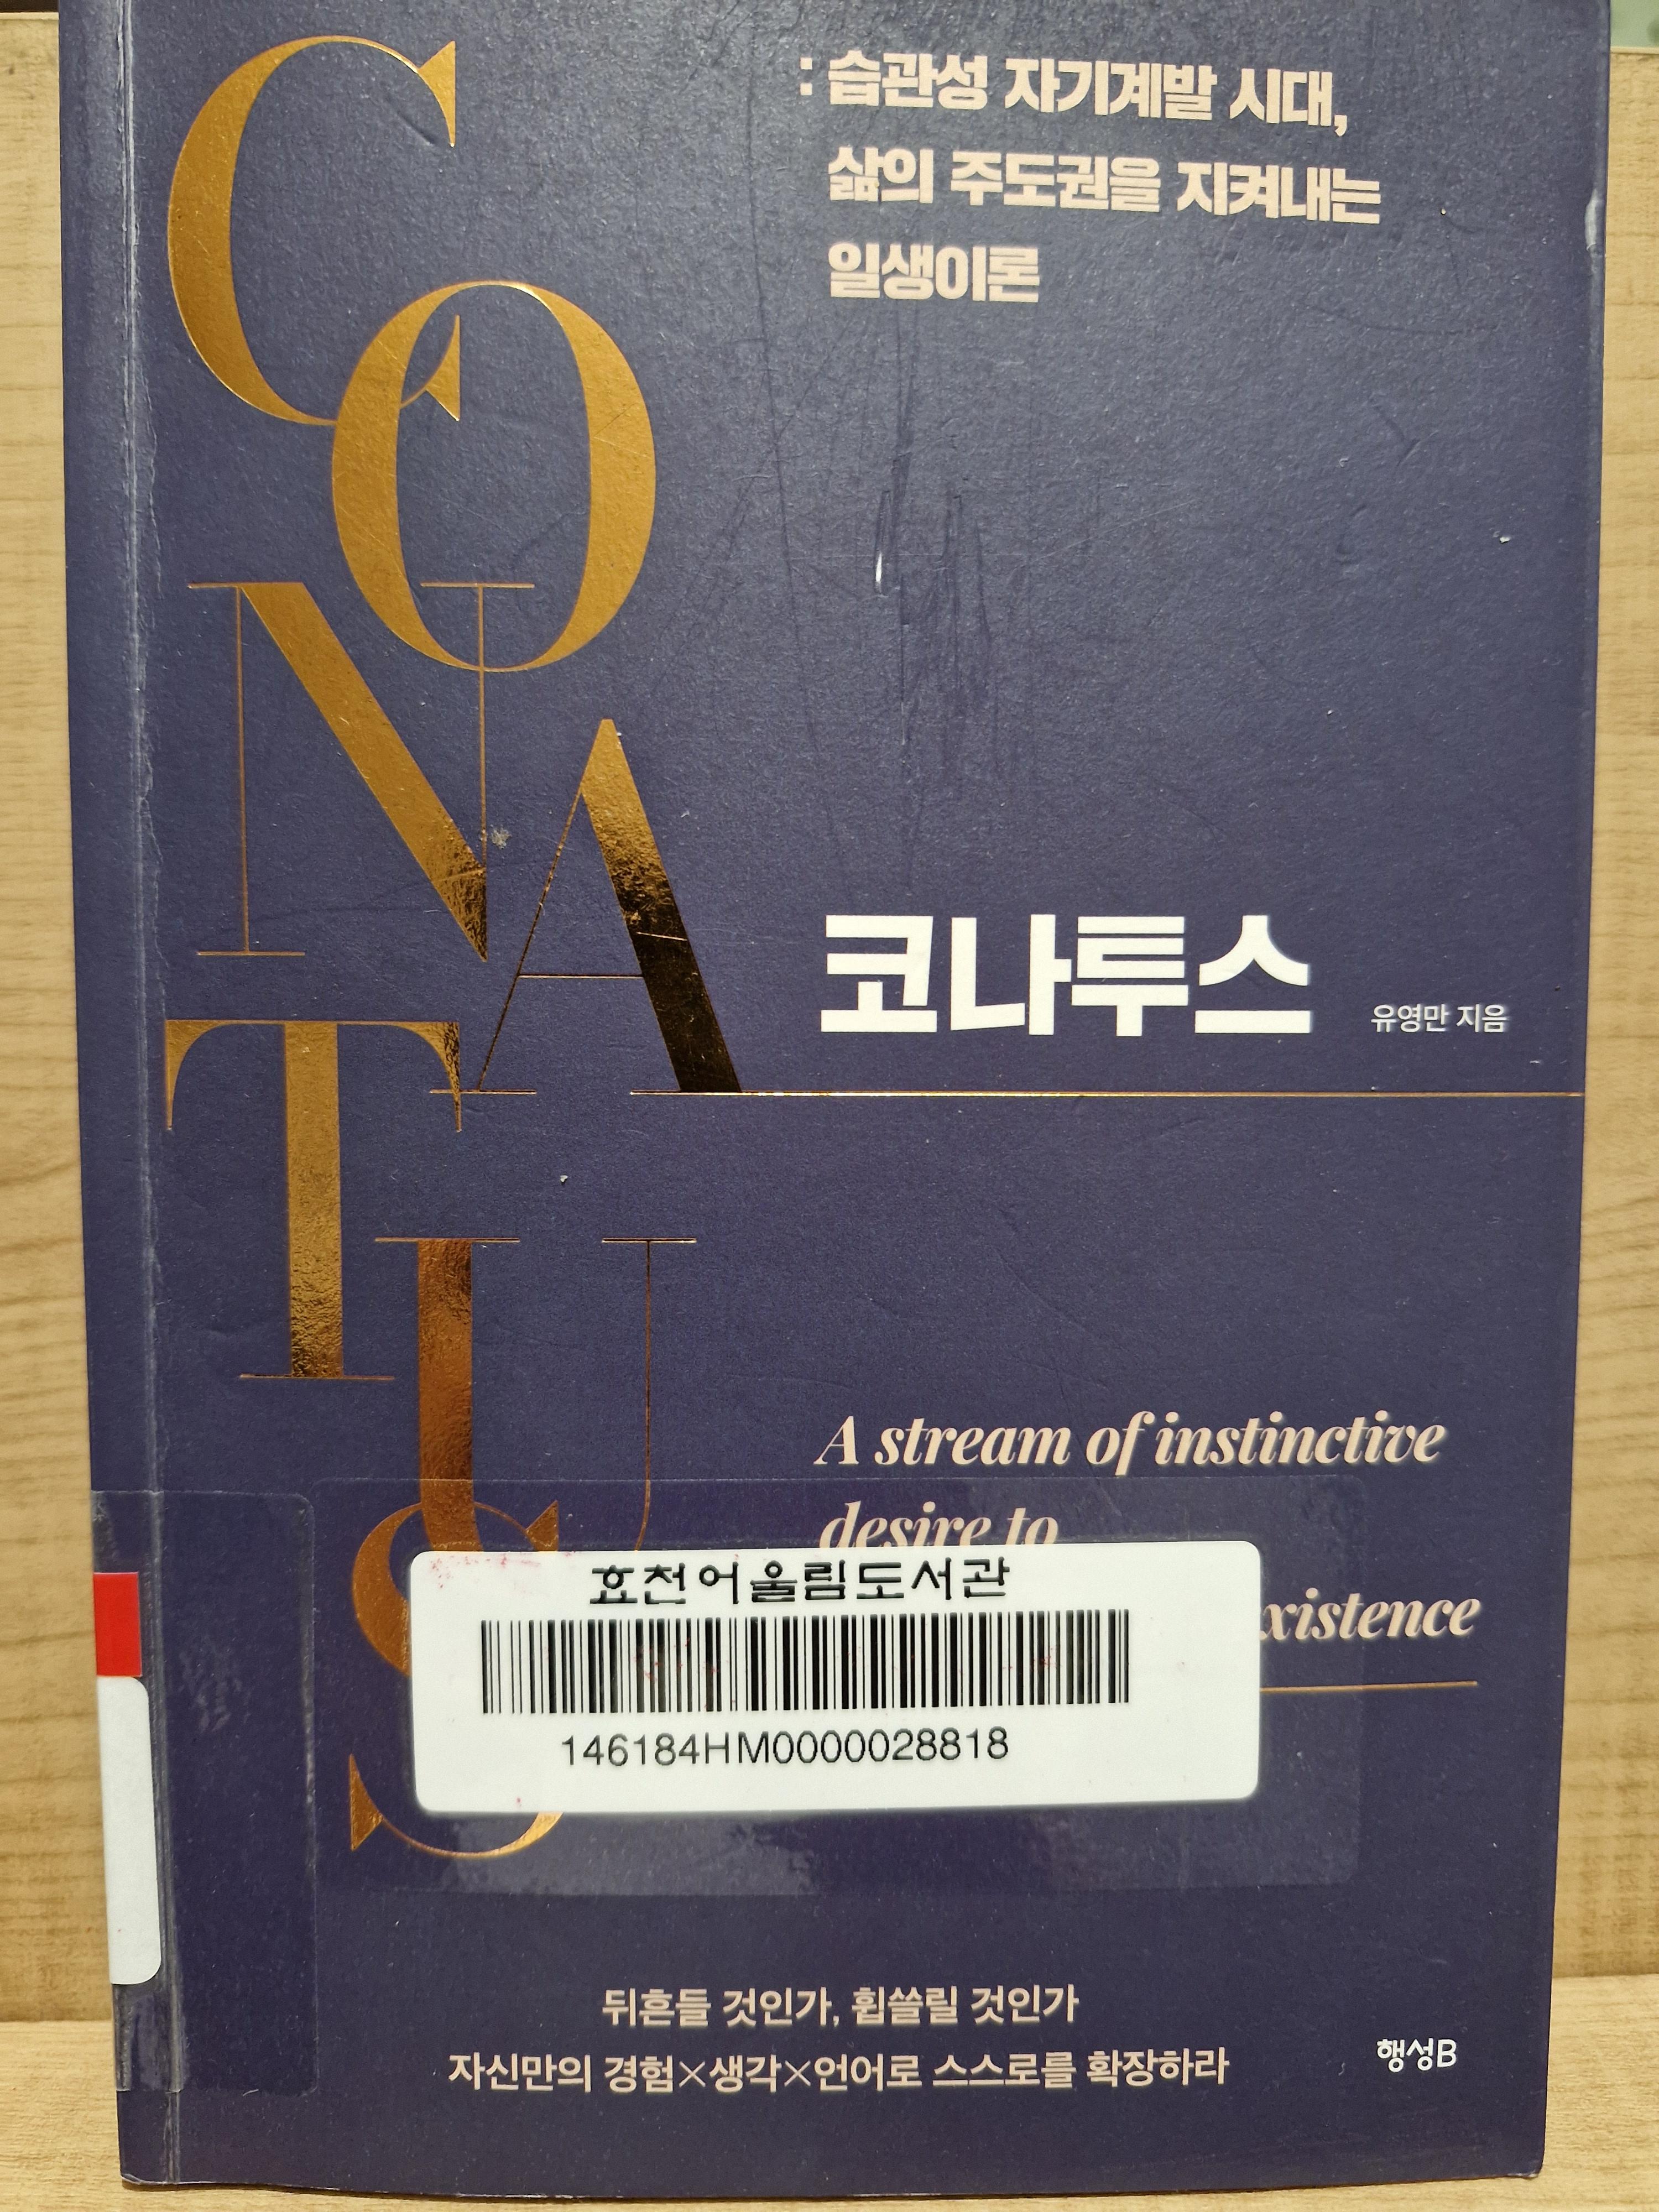 CONATUS
: 습관성 자기계발 시대,
삶의 주도권을 지켜내는
일생이론
코나투스
유영만 지음
A stream of instinctive
desire to
효천어울림도서관
146184HM0000028818
뒤흔들 것인가, 휩쓸릴 것인가
자신만의 경험×생각×언어로 스스로를 확장하라
행성B